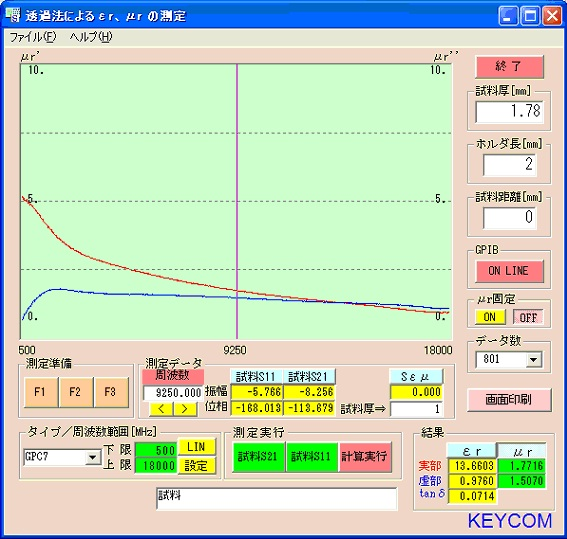 透過法によるεr、μr の測定
ファイル(F) ヘルプ(H)
μr' μr''
10. 10.
5. 5.
0. 0.
500 9250 18000
終 了
試料厚[mm]
1.78
ホルダ長[mm]
2
試料距離[mm]
0
GPIB
ON LINE
μr固定
ON OFF
データ数
801
画面印刷
測定準備
F1 F2 F3
測定データ
周波数 試料S11 試料S21 Sεμ
9250.000 振幅 -5.766 -8.256 0.000
< > 位相 -168.013 -113.679 試料厚⇒ 1
タイプ/周波数範囲[MHz]
GPC7 下 限 500 LIN
上 限 18000 設定
測定実行
試料S21 試料S11 計算実行
結果
εr μr
実部 13.6603 1.7716
虚部 0.9760 1.5070
tanδ 0.0714
試料
KEYCOM